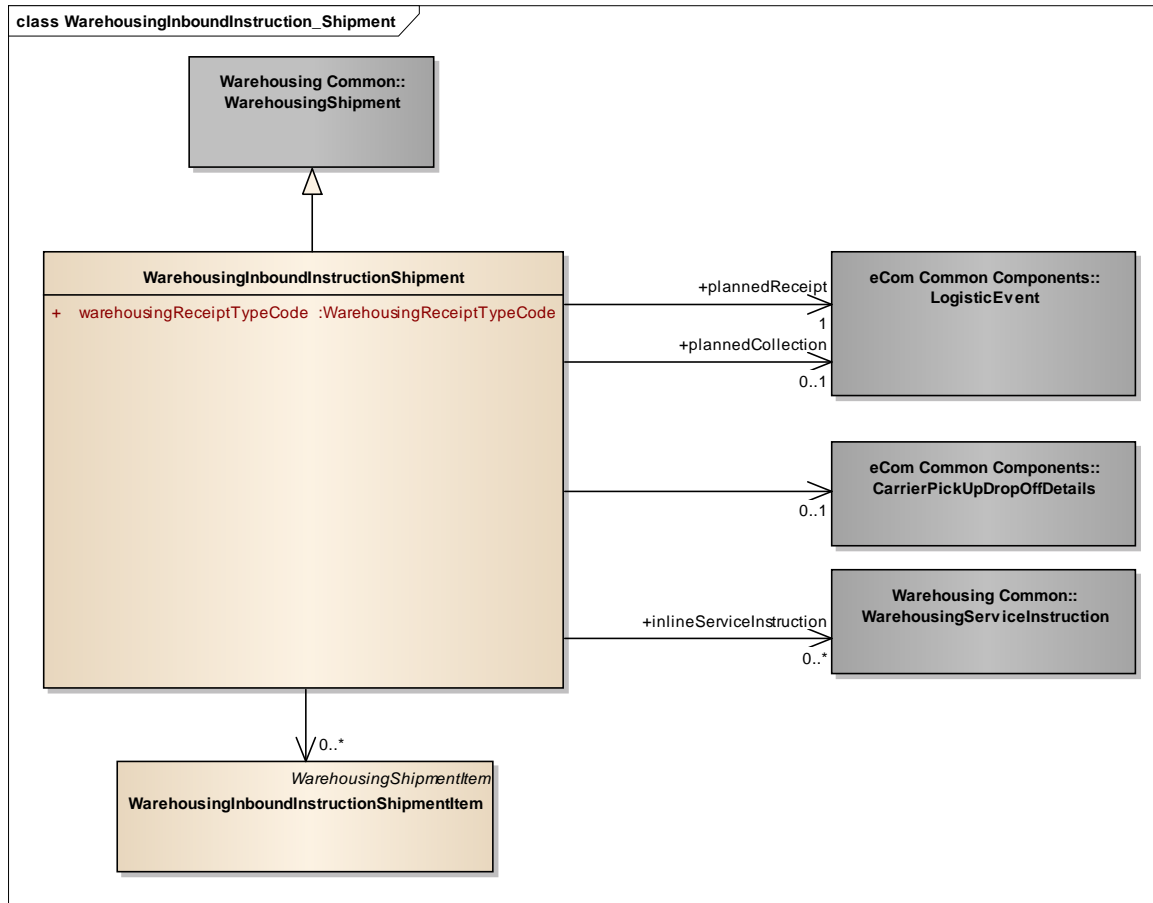 class WarehousingInboundInstruction_Shipment
Warehousing Common::
WarehousingShipment
WarehousingInboundInstructionShipment
+ warehousingReceiptTypeCode :WarehousingReceiptTypeCode
+plannedReceipt
1
+plannedCollection
0..1
eCom Common Components::
LogisticEvent
0..1
eCom Common Components::
CarrierPickUpDropOffDetails
+inlineServiceInstruction
0..*
Warehousing Common::
WarehousingServiceInstruction
0..*
WarehousingShipmentItem
WarehousingInboundInstructionShipmentItem